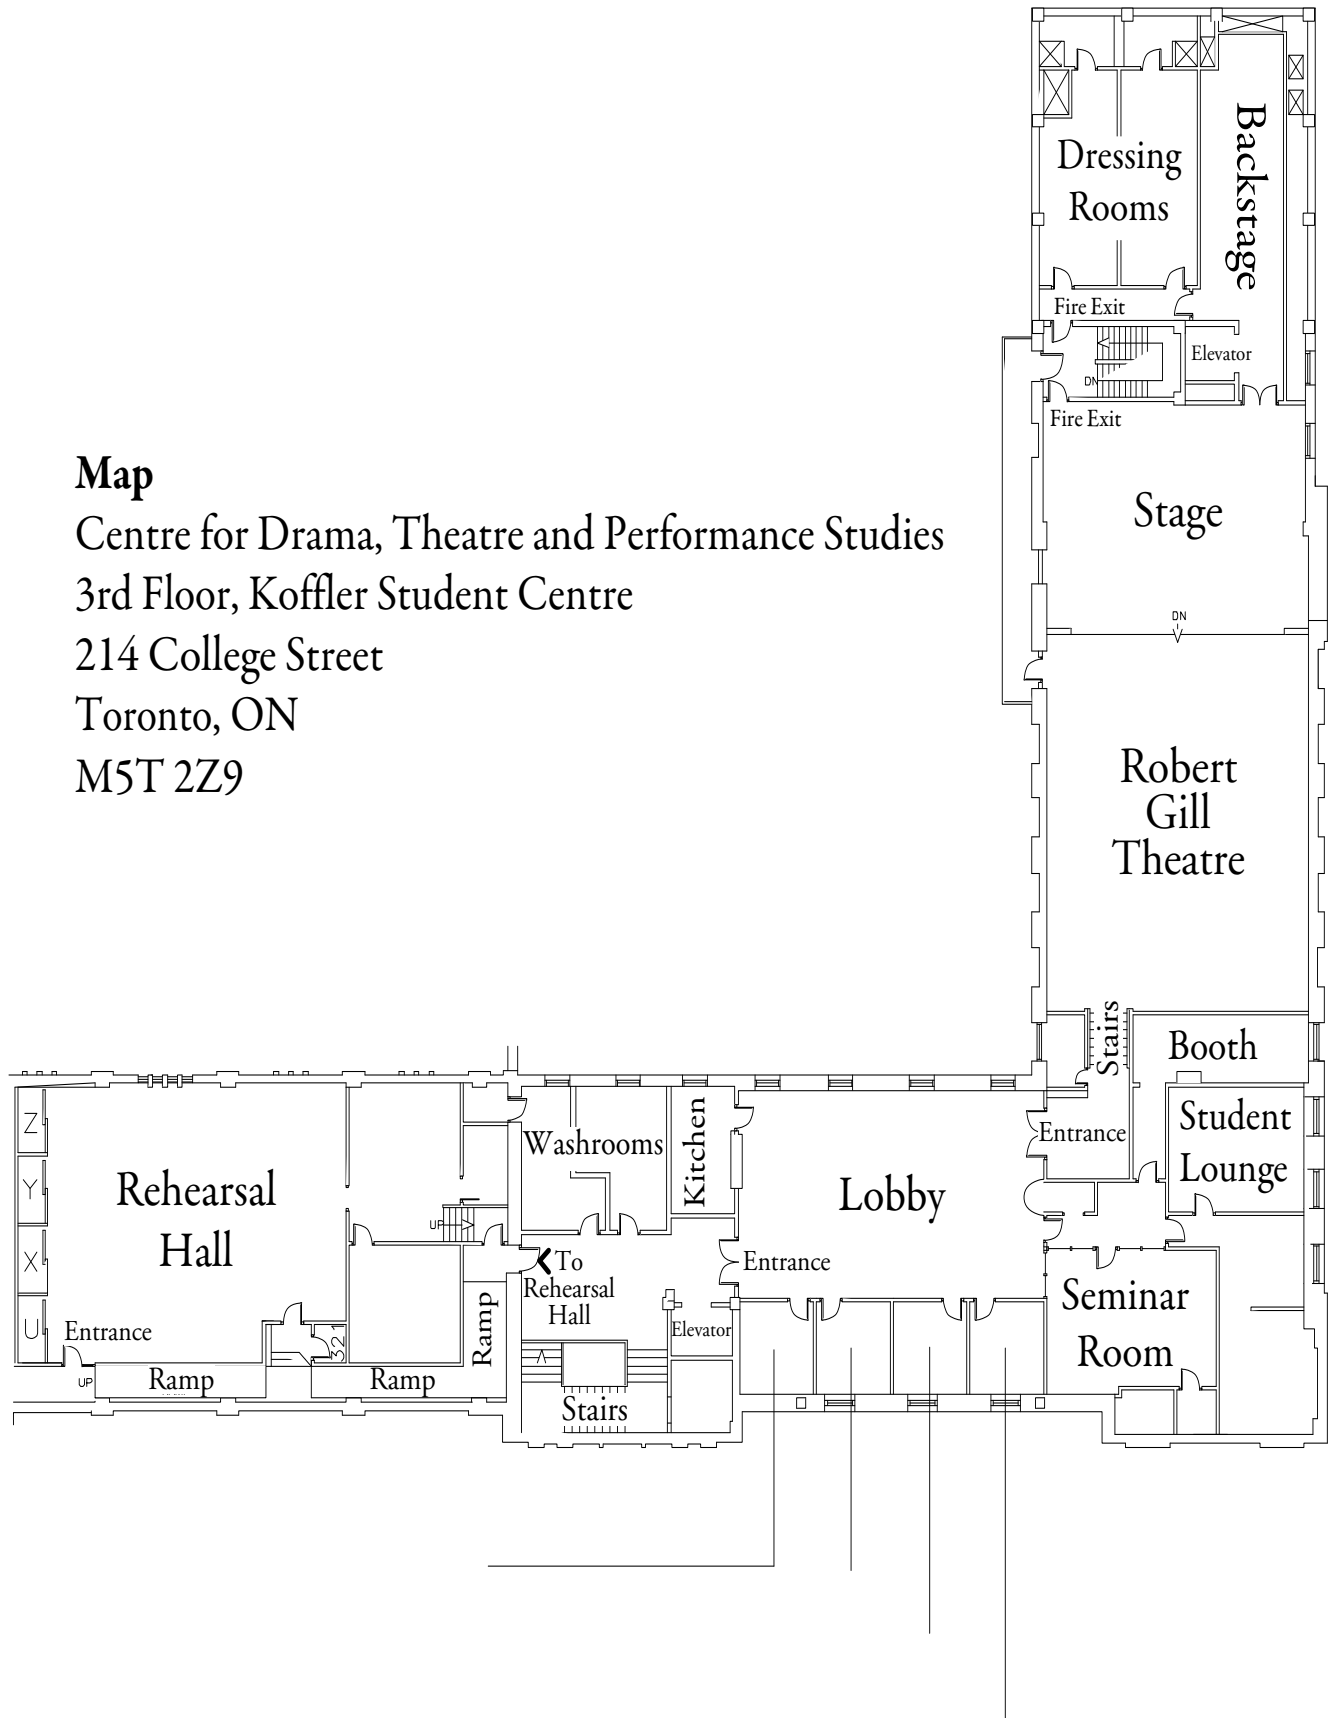 Backstage
Dressing
Rooms
Fire Exit
Elevator
DN
Fire Exit
Map
Centre for Drama, Theatre and Performance Studies
3rd Floor, Koffler Student Centre
214 College Street
Toronto, ON
M5T 2Z9
Stage
DN
Robert
Gill
Theatre
Stairs
Booth
Student
Lounge
Entrance
Z
Y
X
U
Rehearsal
Hall
Entrance
UP
Ramp
321
Ramp
UP
Ramp
Washrooms
Kitchen
Lobby
To
Rehearsal
Hall
Entrance
Elevator
Stairs
Seminar
Room